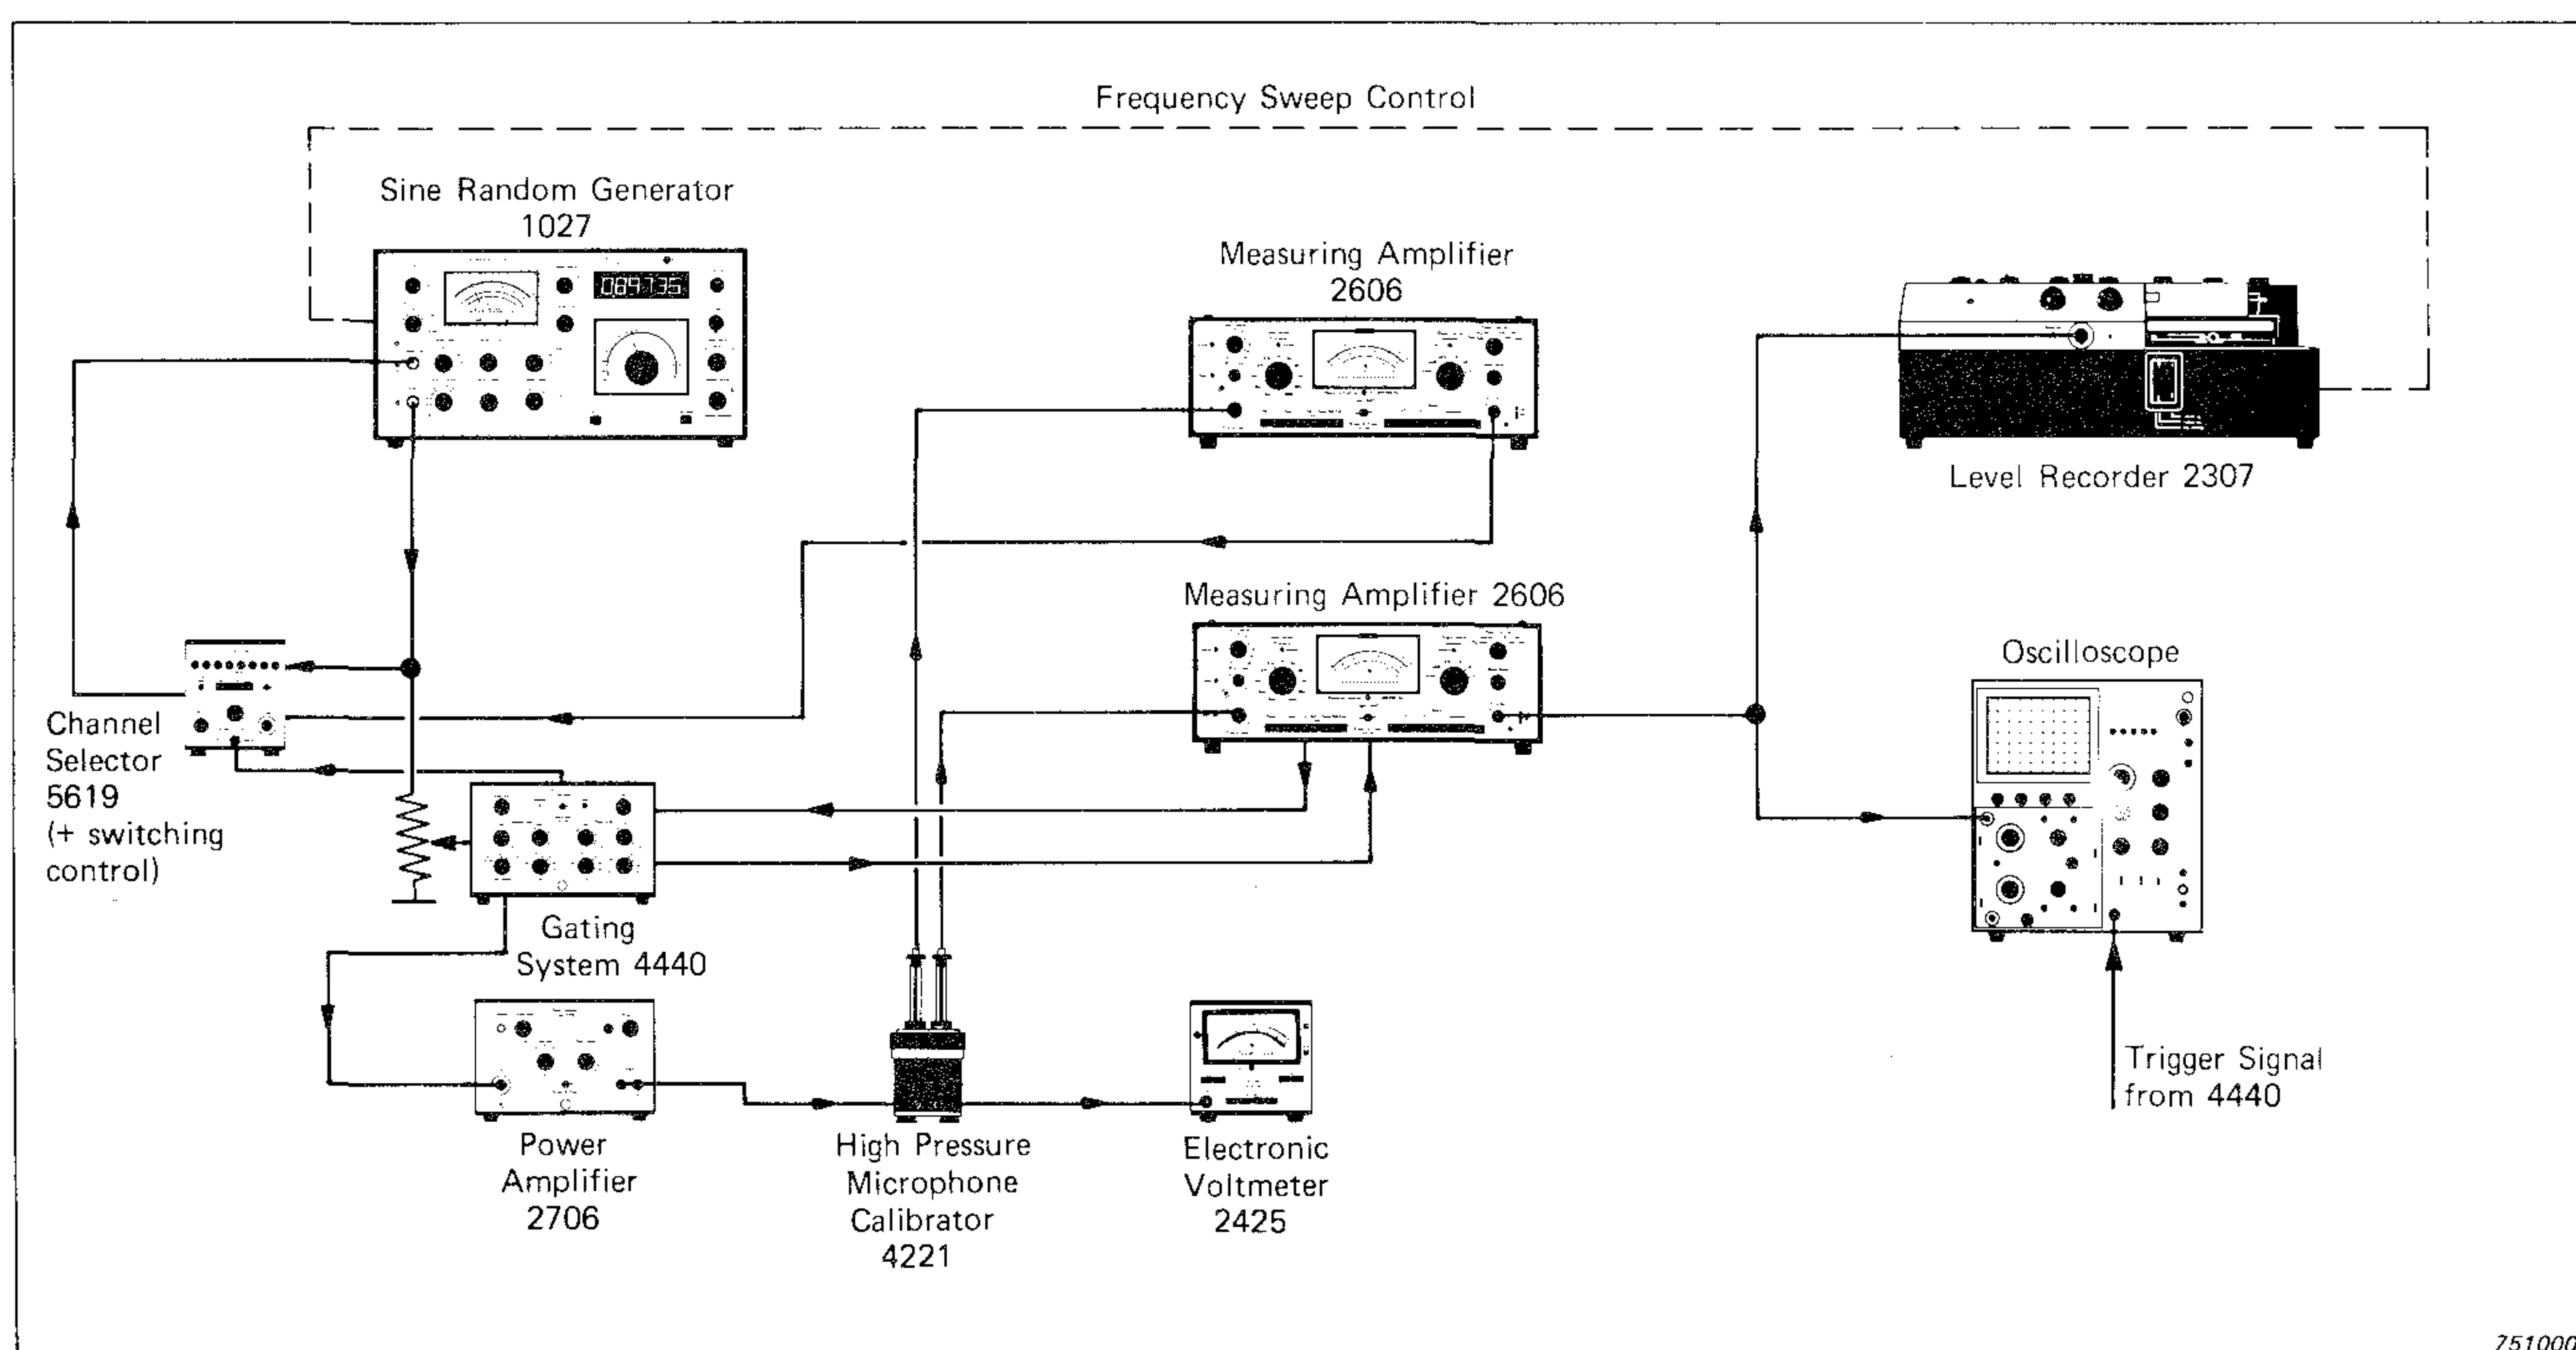 Frequency Sweep Control
Sine Random Generator
1027
089735
Measuring Amplifier
2606
Level Recorder 2307
Measuring Amplifier 2606
Oscilloscope
Channel
Selector
5619
(+ switching
control)
Gating
System 4440
Power
Amplifier
2706
High Pressure
Microphone
Calibrator
4221
Electronic
Voltmeter
2425
Trigger Signal
from 4440
751000